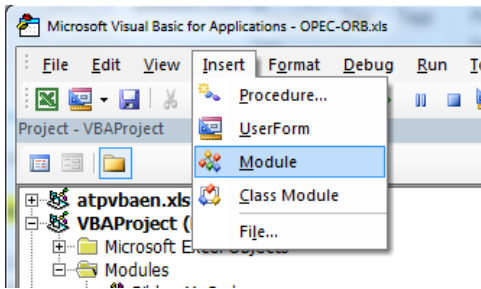 Microsoft Visual Basic for Applications - OPEC-ORB.xls
File Edit View Insert Format Debug Run
Procedure...
Project - VBAProject
UserForm
Module
Class Module
atpvbaen.xls
VBAProject (
File...
Microsoft Excel Objects
Modules